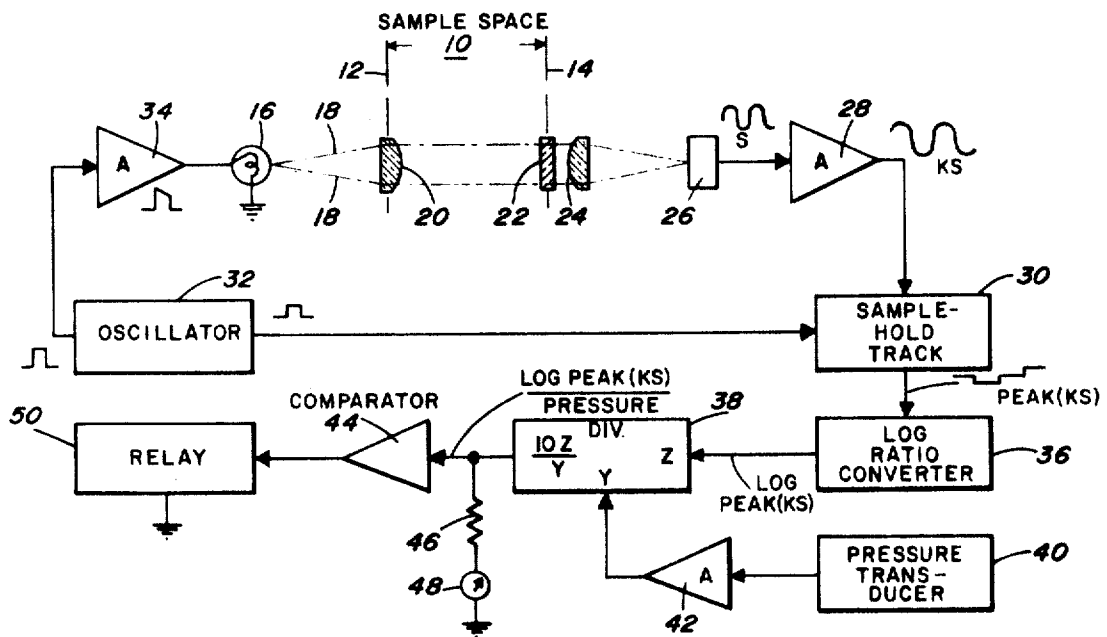 SAMPLE SPACE
10
12
14
34
16
18
18
20
22
24
26
28
A
S
A
KS
32
OSCILLATOR
30
SAMPLE-
HOLD
TRACK
PEAK(KS)
LOG PEAK(KS)
PRESSURE
DIV.
38
COMPARATOR
44
50
RELAY
10 Z
Y
Z
Y
LOG
PEAK(KS)
LOG
RATIO
CONVERTER
36
46
48
A
42
PRESSURE
TRANS-
DUCER
40